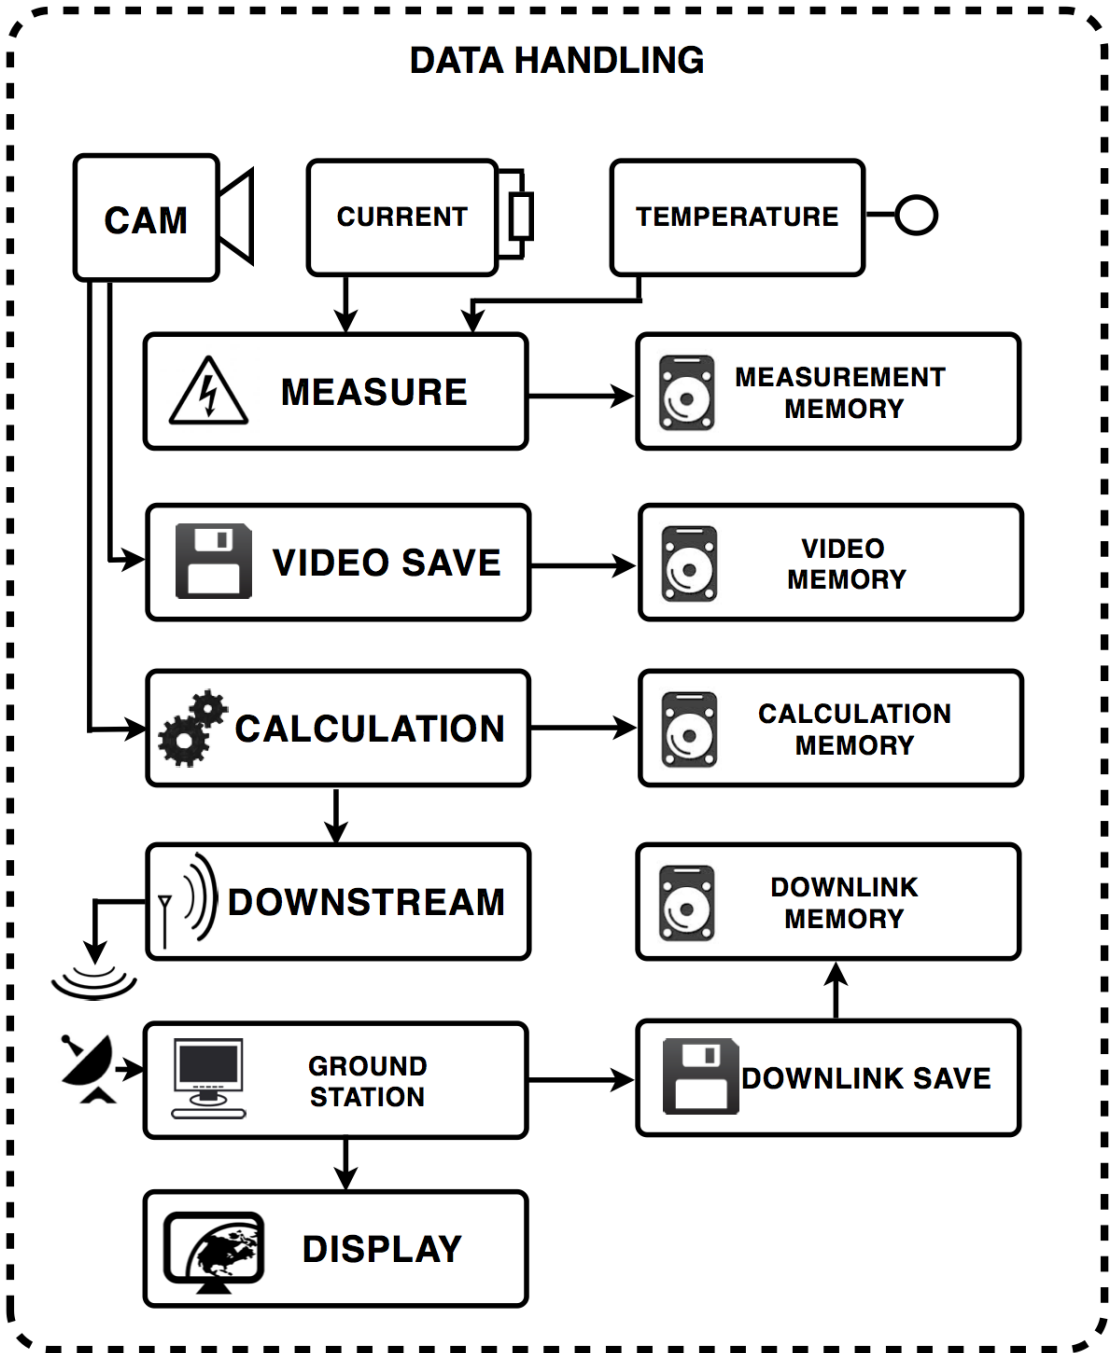 DATA HANDLING
CAM
CURRENT
TEMPERATURE
MEASURE
MEASUREMENT
MEMORY
VIDEO SAVE
VIDEO
MEMORY
CALCULATION
CALCULATION
MEMORY
DOWNSTREAM
DOWNLINK
MEMORY
GROUND
STATION
DOWNLINK SAVE
DISPLAY